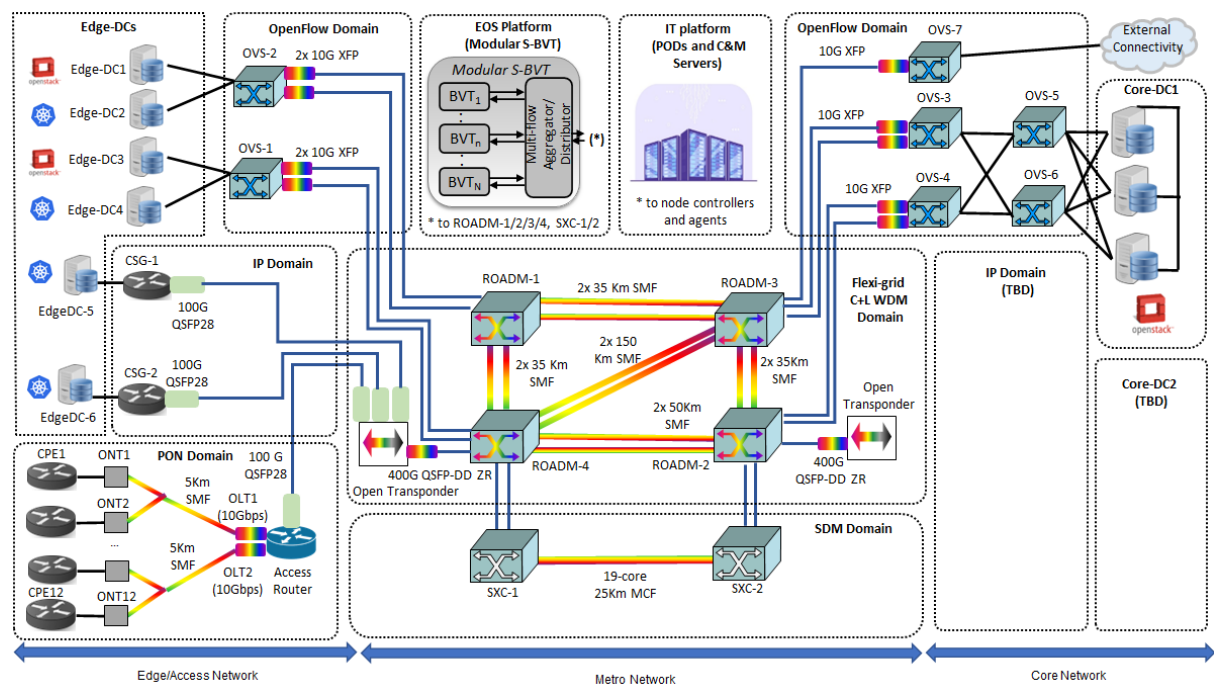 Edge-DCs
openstack
Edge-DC1
Edge-DC2
openstack
Edge-DC3
Edge-DC4
OpenFlow Domain
OVS-2
2x 10G XFP
OVS-1
2x 10G XFP
EOS Platform
(Modular S-BVT)
Modular S-BVT
BVT1
BVTn
BVTN
Multi-flow
Aggregator/
Distributor
(*)
* to ROADM-1/2/3/4, SXC-1/2
IT platform
(PODs and C&M
Servers)
* to node controllers
and agents
OpenFlow Domain
OVS-7
10G XFP
OVS-3
10G XFP
OVS-5
OVS-4
10G XFP
OVS-6
External
Connectivity
Core-DC1
openstack
EdgeDC-5
EdgeDC-6
IP Domain
CSG-1
100G
QSFP28
CSG-2
100G
QSFP28
ROADM-1
2x 35 Km SMF
ROADM-3
Flexi-grid
C+L WDM
Domain
2x 150
Km SMF
2x 35 Km
SMF
2x 35Km
SMF
2x 50Km
SMF
Open
Transponder
ROADM-4
ROADM-2
400G QSFP-DD ZR
Open Transponder
400G
QSFP-DD ZR
IP Domain
(TBD)
Core-DC2
(TBD)
PON Domain
CPE1
ONT1
5Km
SMF
ONT2
...
OLT1
(10Gbps)
100 G
QSFP28
5Km
SMF
OLT2
(10Gbps)
Access
Router
CPE12
ONT12
SDM Domain
SXC-1
19-core
25Km MCF
SXC-2
Edge/Access Network
Metro Network
Core Network